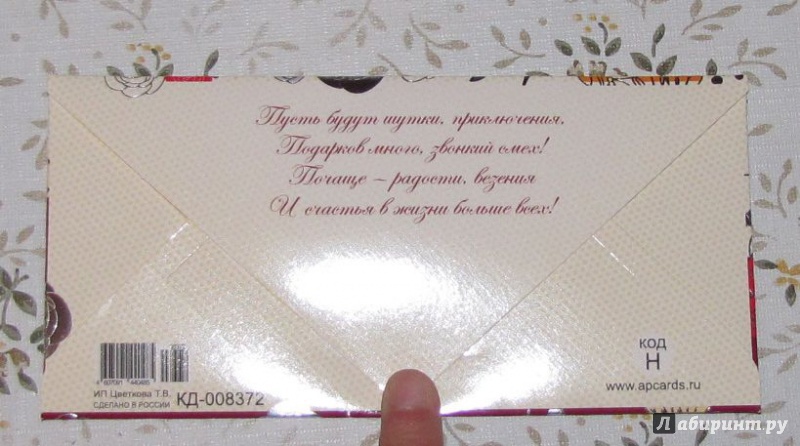 Пусть будут шутки, приключения,
Подарков много, звонкий смех!
Почаще – радости, везения
И счастья в жизни больше всех!
ИП Цветкова Т.В.
СДЕЛАНО В РОССИИ КД-008372
код
Н
www.apcards.ru
Лабиринт.ру